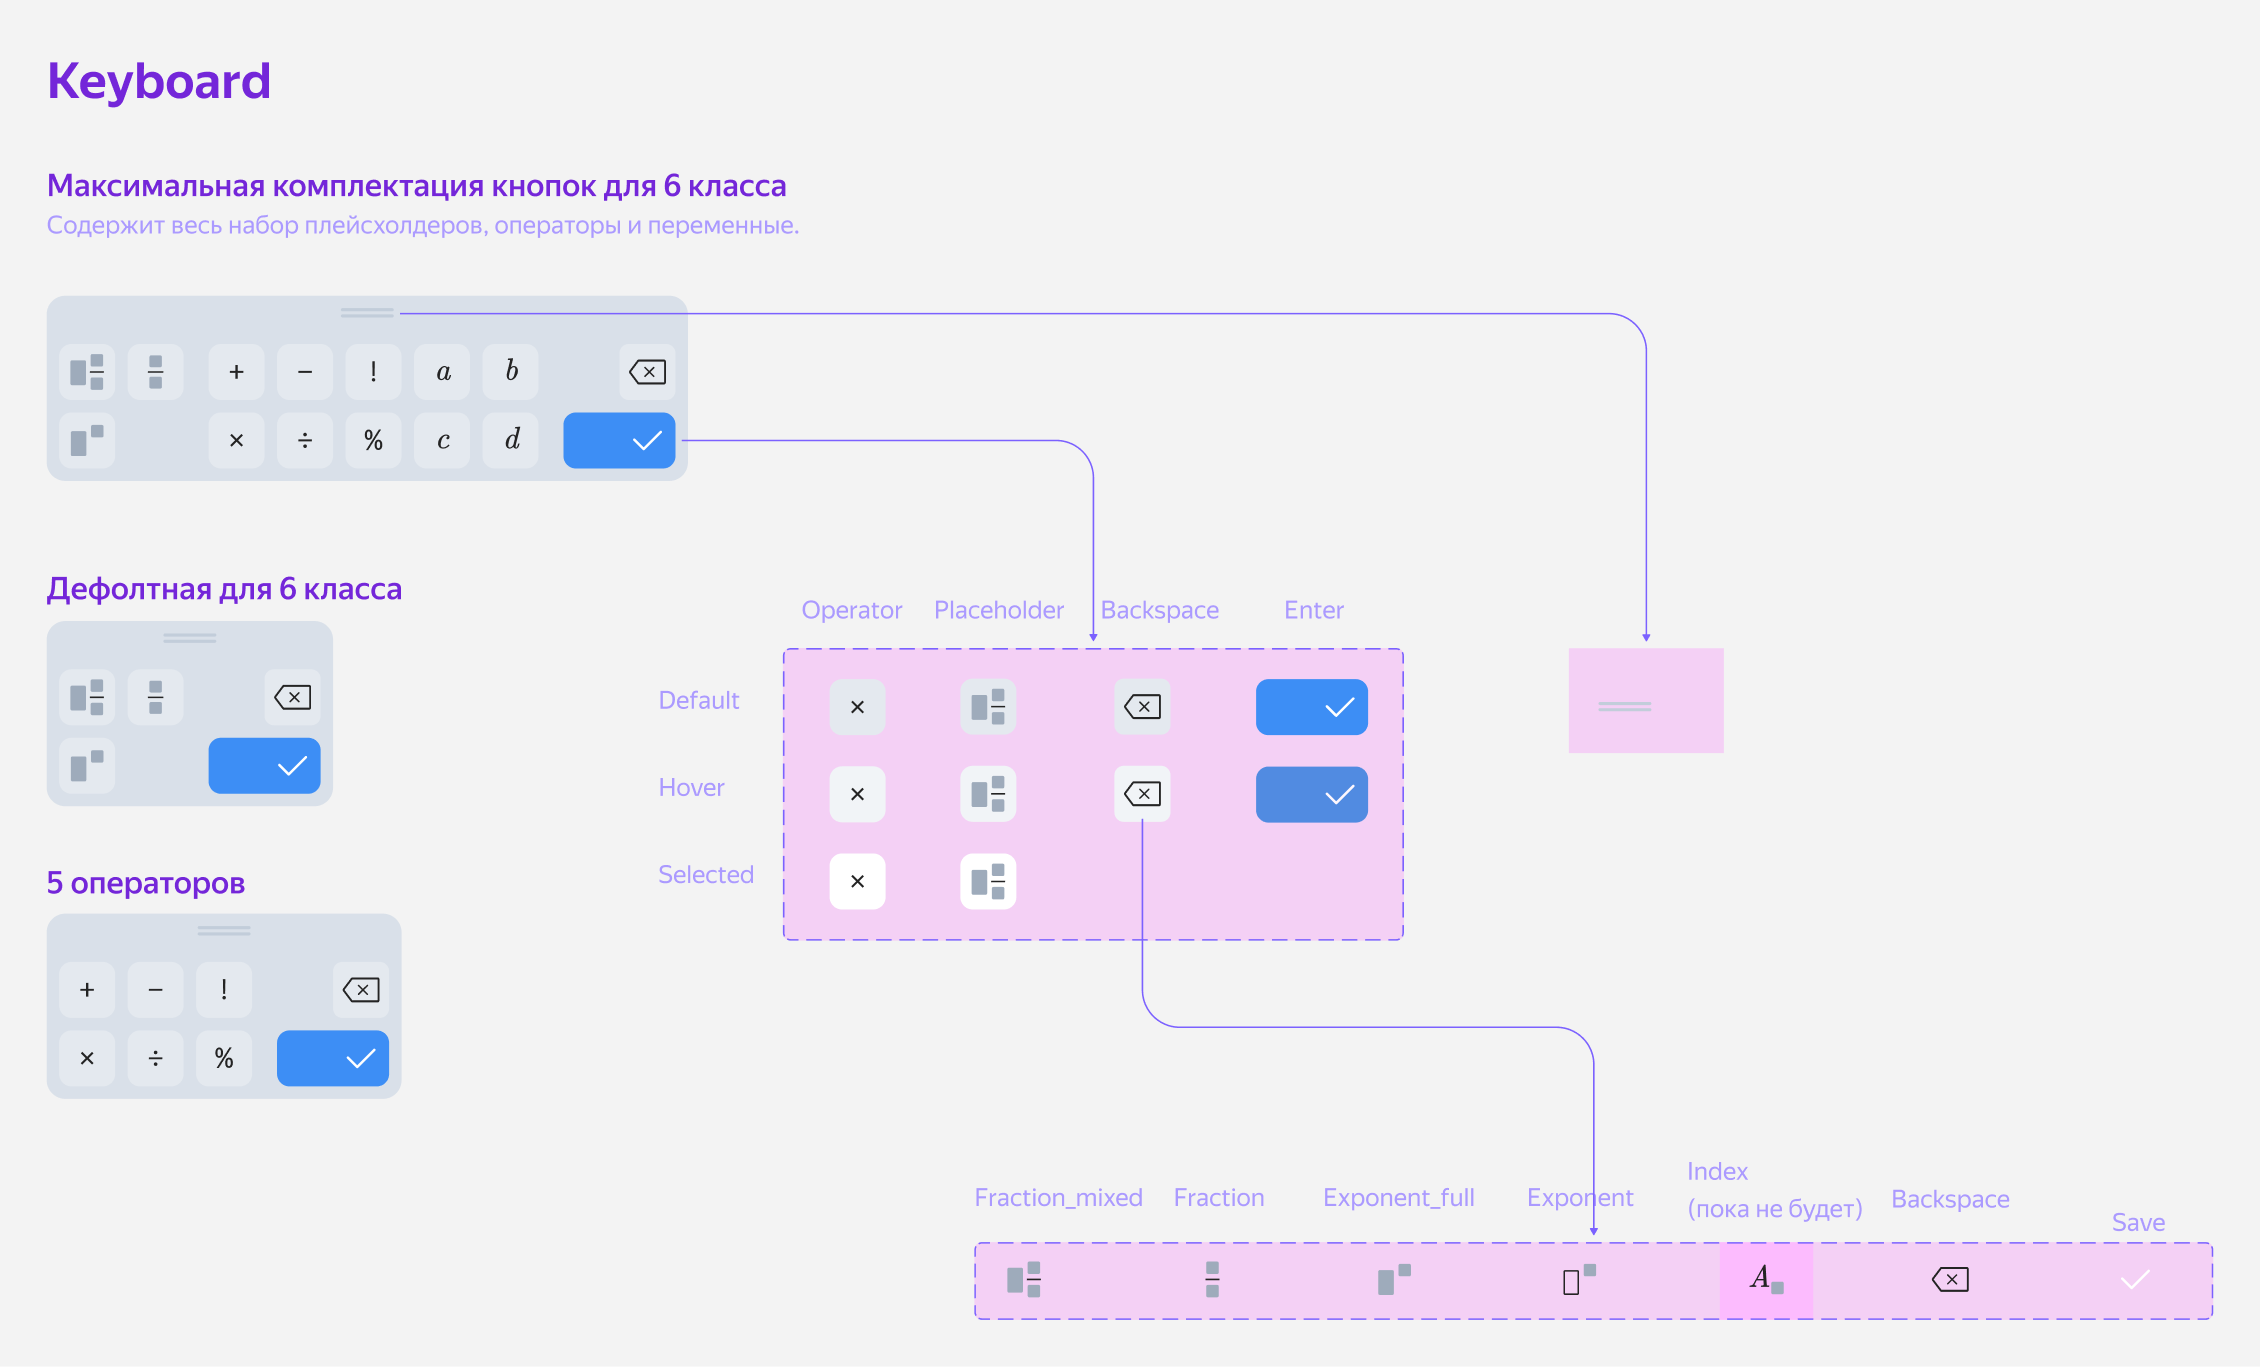 Keyboard
Максимальная комплектация кнопок для 6 класса
Содержит весь набор плейсхолдеров, операторы и переменные.
+ − ! a b
× ÷ % c d
Дефолтная для 6 класса
Operator Placeholder Backspace Enter
Default ×
Hover ×
Selected ×
5 операторов
+ − !
× ÷ %
Fraction_mixed Fraction Exponent_full Exponent Index
(пока не будет) Backspace Save
A